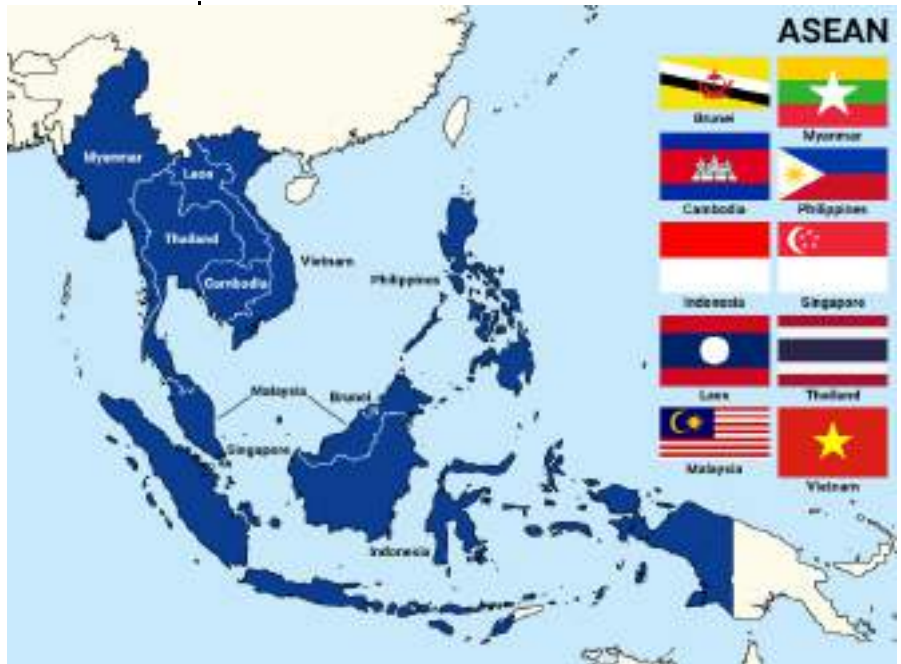 ASEAN
Brunei
Myanmar
Cambodia
Philippines
Indonesia
Singapore
Laos
Thailand
Malaysia
Vietnam
Myanmar
Laos
Thailand
Vietnam
Cambodia
Philippines
Malaysia
Brunei
Singapore
Indonesia